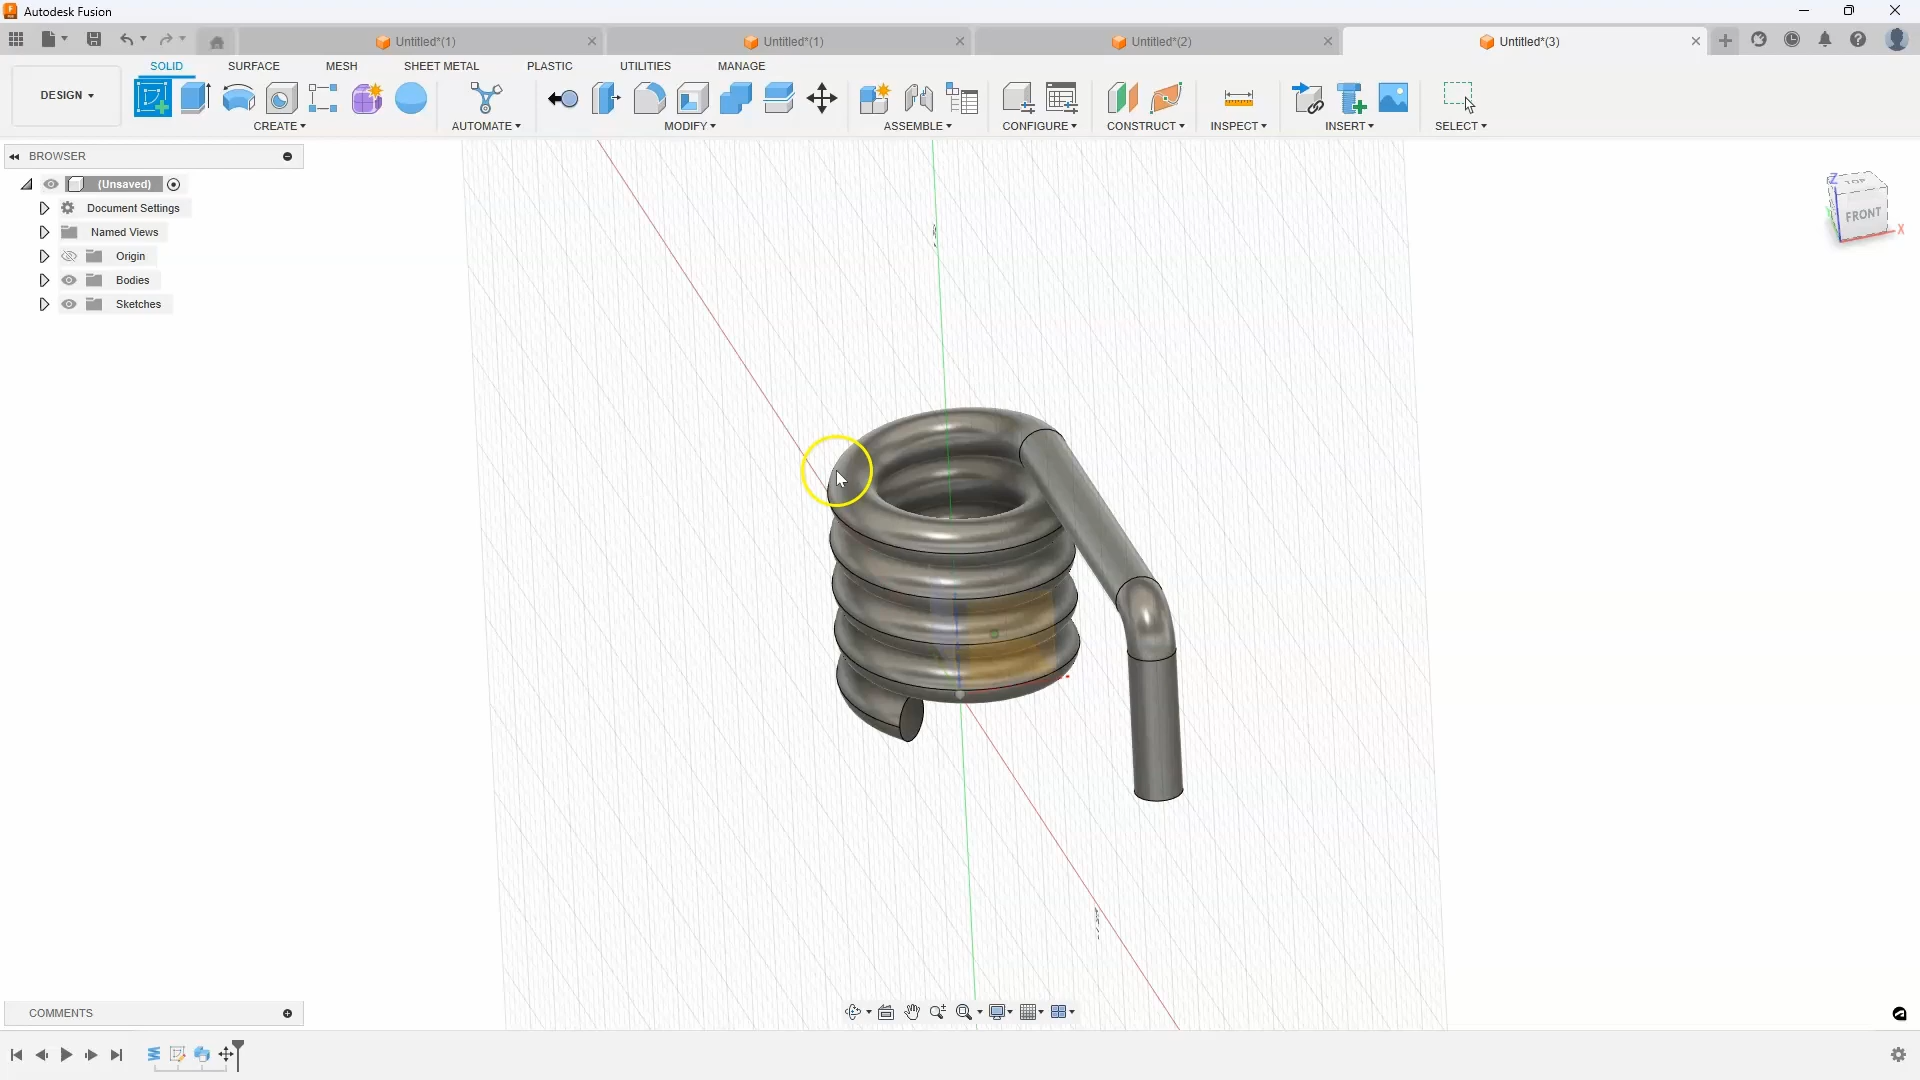 Autodesk Fusion
Untitled*(1)
Untitled*(1)
Untitled*(2)
Untitled*(3)
DESIGN
SOLID
SURFACE
MESH
SHEET METAL
PLASTIC
UTILITIES
MANAGE
CREATE
AUTOMATE
MODIFY
ASSEMBLE
CONFIGURE
CONSTRUCT
INSPECT
INSERT
SELECT
BROWSER
(Unsaved)
Document Settings
Named Views
Origin
Bodies
Sketches
Z
TOP
FRONT
X
COMMENTS